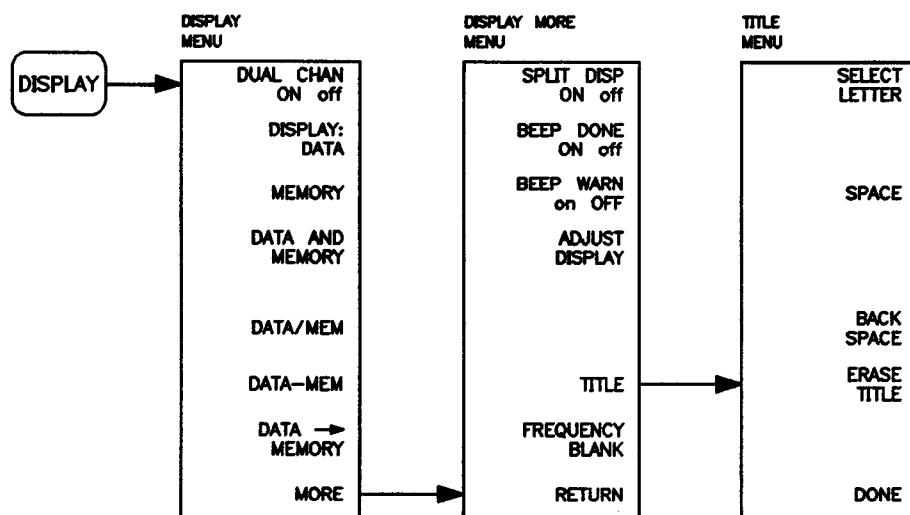 DISPLAY
DISPLAY
MENU
DUAL CHAN
ON off
DISPLAY:
DATA
MEMORY
DATA AND
MEMORY
DATA/MEM
DATA-MEM
DATA →
MEMORY
MORE
DISPLAY MORE
MENU
SPLIT DISP
ON off
BEEP DONE
ON off
BEEP WARN
on OFF
ADJUST
DISPLAY
TITLE
FREQUENCY
BLANK
RETURN
TITLE
MENU
SELECT
LETTER
SPACE
BACK
SPACE
ERASE
TITLE
DONE